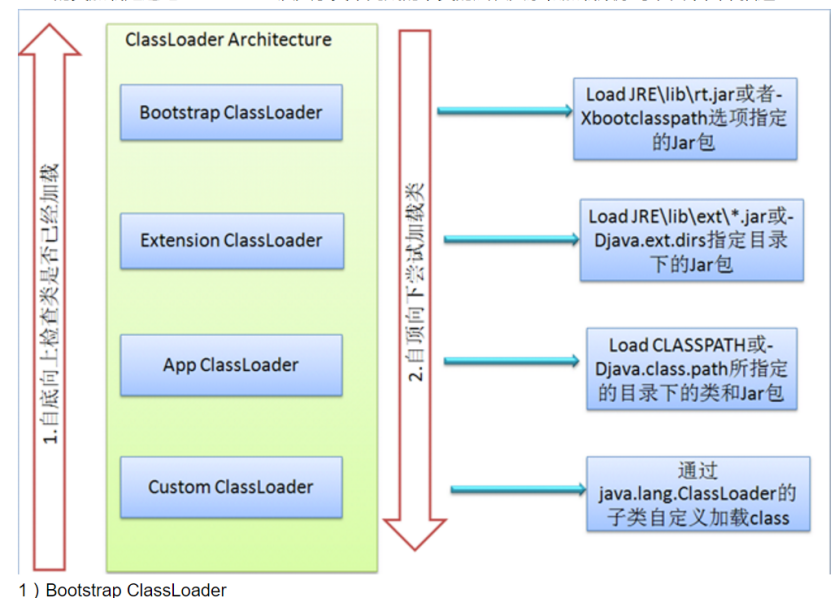 ClassLoader Architecture
Bootstrap ClassLoader
Extension ClassLoader
App ClassLoader
Custom ClassLoader
1.自底向上检查类是否已经加载
2.自顶向下尝试加载类
Load JRE\lib\rt.jar或者-
Xbootclasspath选项指定
的Jar包
Load JRE\lib\ext\*.jar或-
Djava.ext.dirs指定目录
下的Jar包
Load CLASSPATH或-
Djava.class.path所指定
的目录下的类和Jar包
通过
java.lang.ClassLoader的
子类自定义加载class
1）Bootstrap ClassLoader